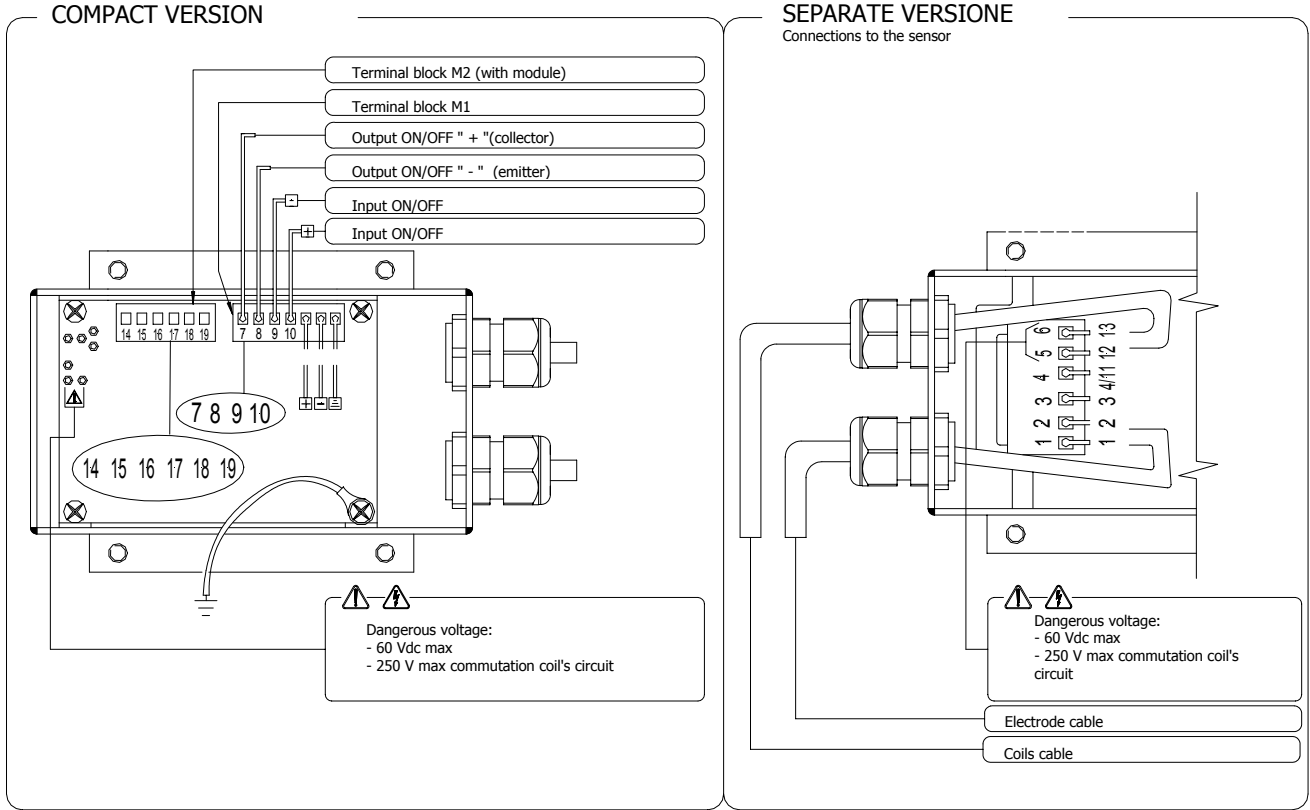 COMPACT VERSION
Terminal block M2 (with module)
Terminal block M1
Output ON/OFF " + "(collector)
Output ON/OFF " - " (emitter)
Input ON/OFF
Input ON/OFF
14 15 16 17 18 19
7 8 9 10
7 8 9 10
14 15 16 17 18 19
Dangerous voltage:
- 60 Vdc max
- 250 V max commutation coil's circuit
SEPARATE VERSIONE
Connections to the sensor
6 13
5 12
4 4/11
3 3
2 2
1 1
Dangerous voltage:
- 60 Vdc max
- 250 V max commutation coil's
circuit
Electrode cable
Coils cable